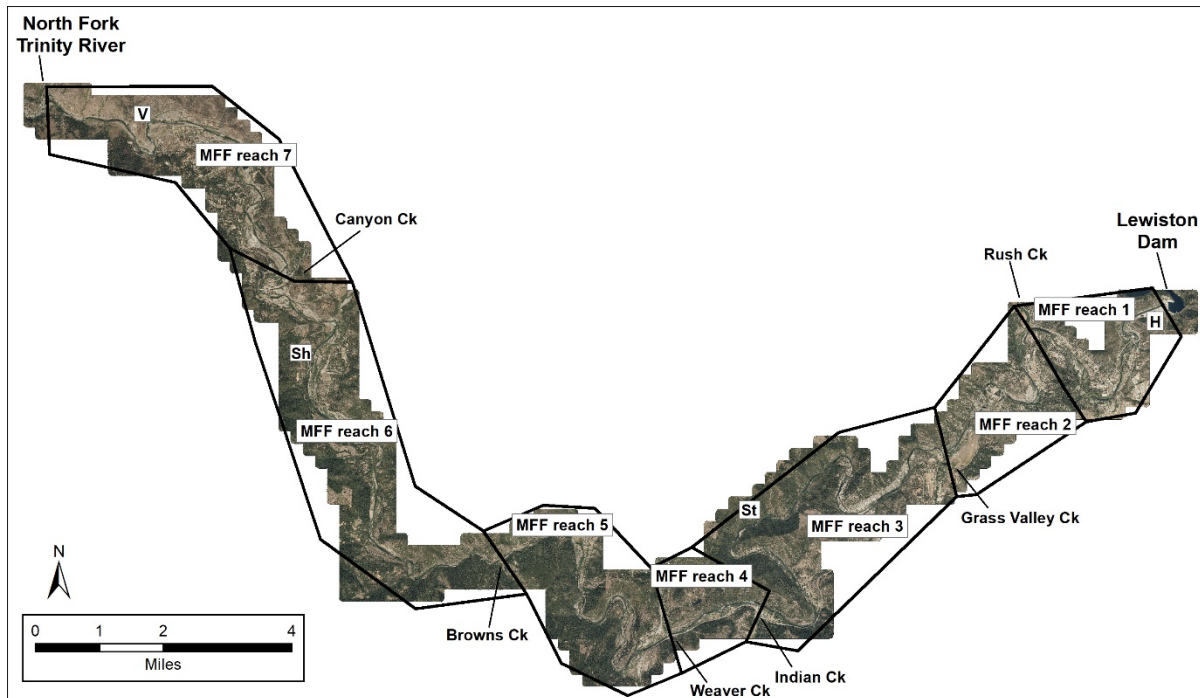 North Fork
Trinity River
V
MFF reach 7
Canyon Ck
Lewiston
Dam
Rush Ck
MFF reach 1
H
Sh
MFF reach 2
MFF reach 6
St
Grass Valley Ck
MFF reach 3
MFF reach 5
MFF reach 4
N
Browns Ck
Indian Ck
Weaver Ck
0 1 2 4
Miles